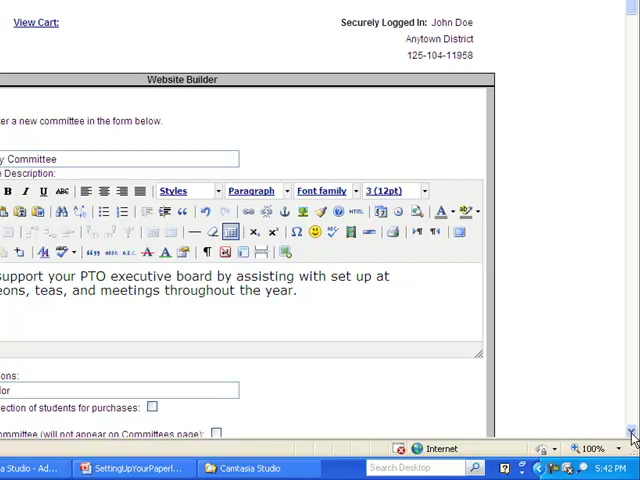 View Cart:
Securely Logged In: John Doe
Anytown District
125-104-11958
Website Builder
er a new committee in the form below.
y Committee
e Description:
B I U ABC Styles Paragraph Font family 3 (12pt)
HTML
support your PTO executive board by assisting with set up at
eons, teas, and meetings throughout the year.
ons:
lor
ection of students for purchases:
ommittee (will not appear on Committees page):
Internet
100%
a Studio - Ad...
SettingUpYourPaperl...
Camtasia Studio
Search Desktop
5:42 PM